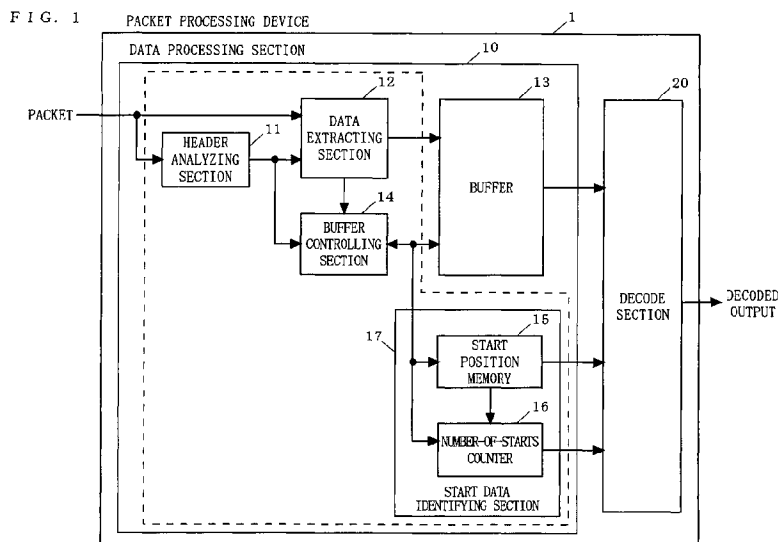 F I G. 1
PACKET PROCESSING DEVICE
1
DATA PROCESSING SECTION
10
12
13
20
PACKET
11
DATA
EXTRACTING
SECTION
HEADER
ANALYZING
SECTION
BUFFER
14
BUFFER
CONTROLLING
SECTION
DECODE
SECTION
DECODED
OUTPUT
17
15
START
POSITION
MEMORY
16
NUMBER-OF-STARTS
COUNTER
START DATA
IDENTIFYING SECTION